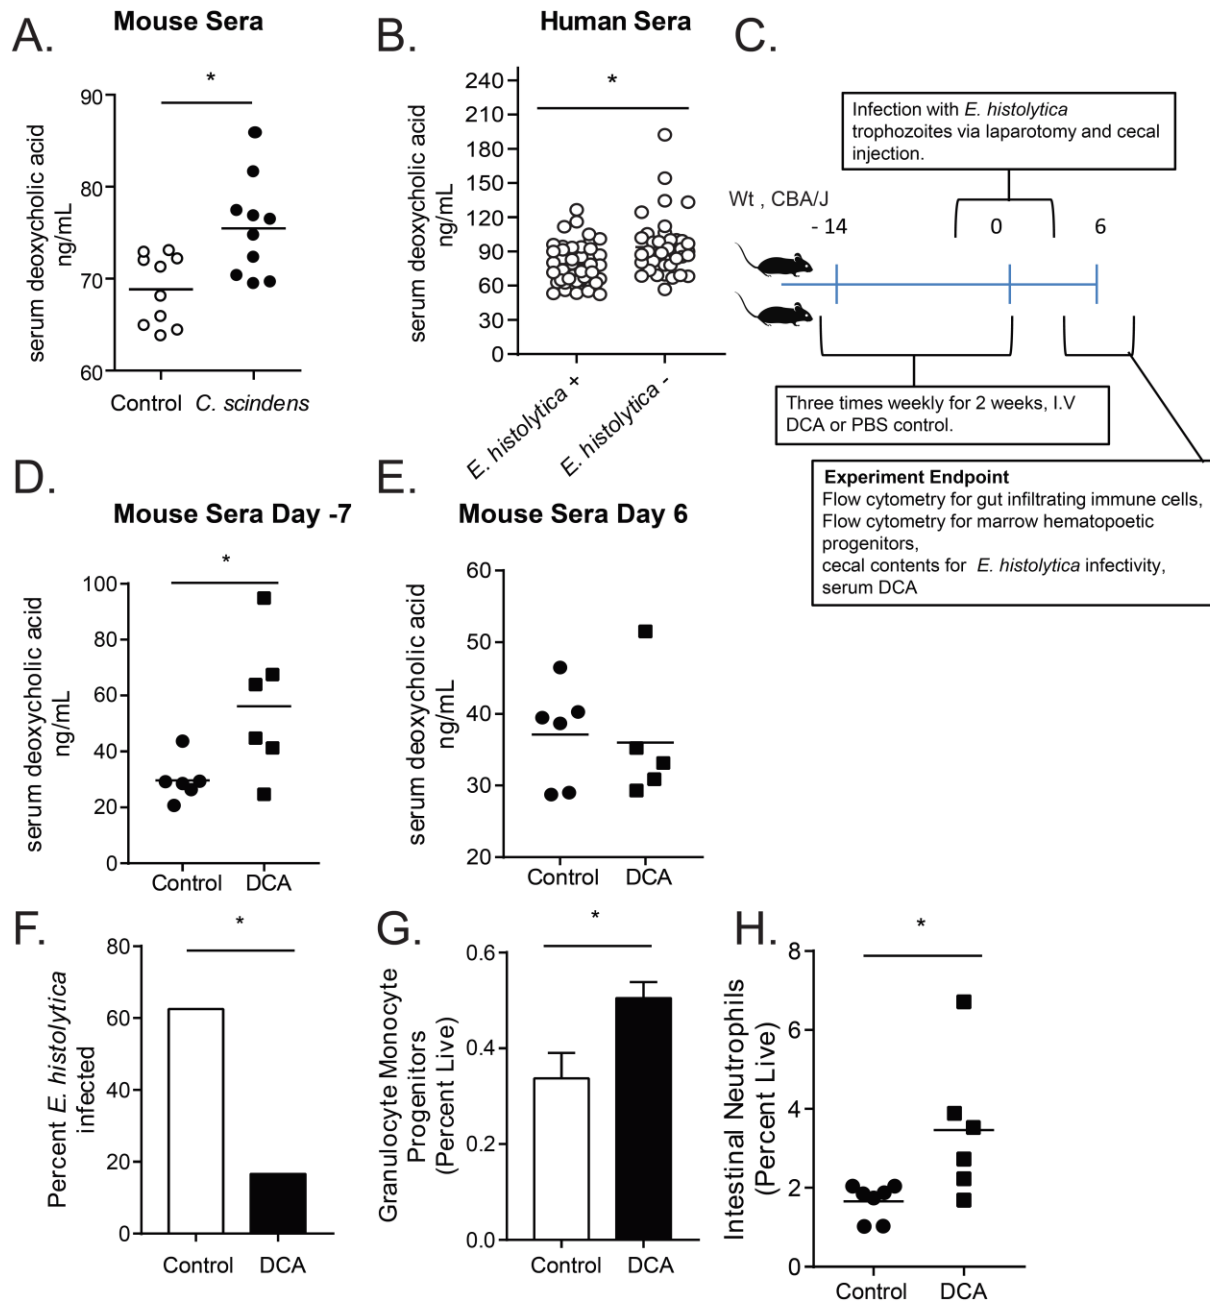 A.
Mouse Sera
*
serum deoxycholic acid
ng/mL
90
80
70
60
Control
C. scindens
B.
Human Sera
*
serum deoxycholic acid
ng/mL
240
210
180
150
120
90
60
30
0
E. histolytica +
E. histolytica -
C.
Infection with E. histolytica
trophozoites via laparotomy and cecal
injection.
Wt , CBA/J
- 14
0
6
Three times weekly for 2 weeks, I.V
DCA or PBS control.
Experiment Endpoint
Flow cytometry for gut infiltrating immune cells,
Flow cytometry for marrow hematopoetic
progenitors,
cecal contents for E. histolytica infectivity,
serum DCA
D.
Mouse Sera Day -7
*
serum deoxycholic acid
ng/mL
100
80
60
40
20
0
Control
DCA
E.
Mouse Sera Day 6
serum deoxycholic acid
ng/mL
60
50
40
30
20
Control
DCA
F.
*
Percent E. histolytica
infected
80
60
40
20
0
Control
DCA
G.
*
Granulocyte Monocyte
Progenitors
(Percent Live)
0.6
0.4
0.2
0.0
Control
DCA
H.
*
Intestinal Neutrophils
(Percent Live)
8
6
4
2
0
Control
DCA